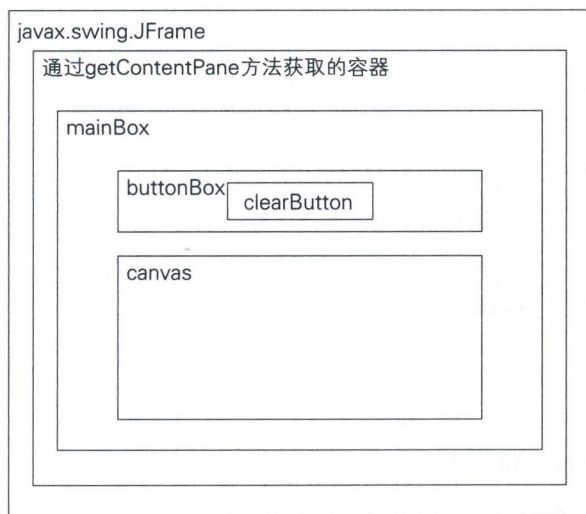 javax.swing.JFrame
通过getContentPane方法获取的容器
mainBox
buttonBox
clearButton
canvas